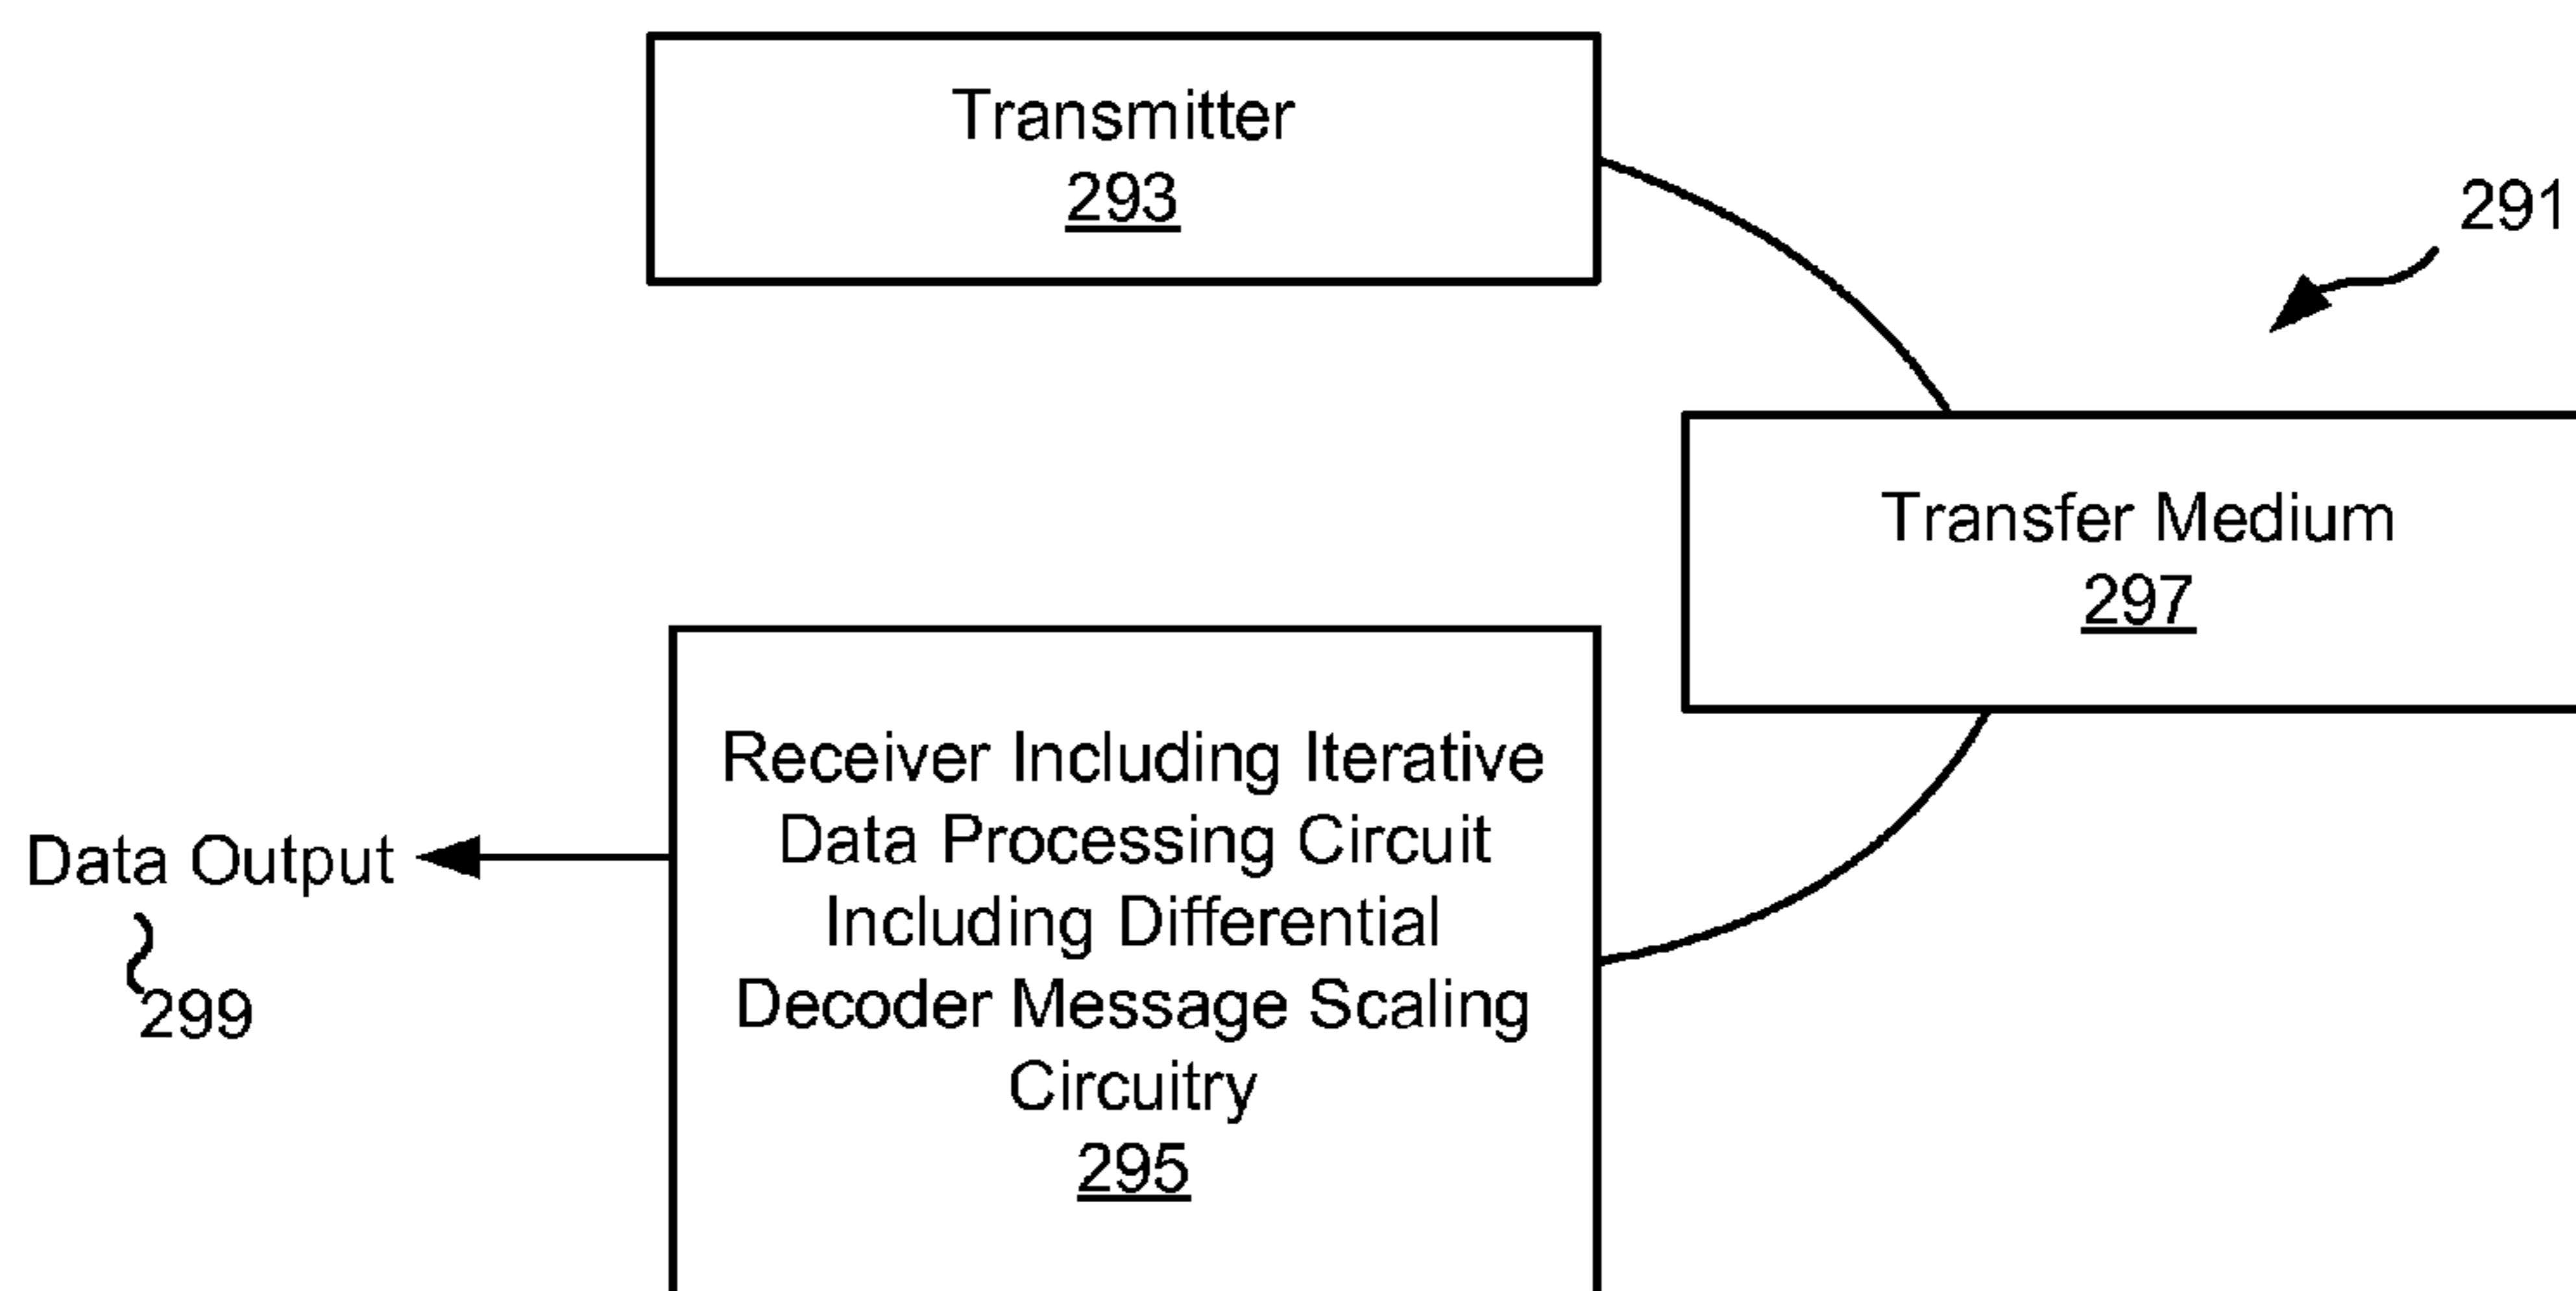 Transmitter
293
291
Transfer Medium
297
Receiver Including Iterative
Data Processing Circuit
Including Differential
Decoder Message Scaling
Circuitry
295
Data Output
299